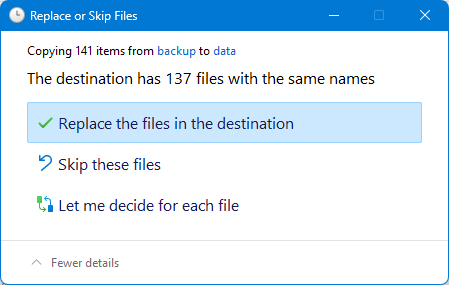 Replace or Skip Files
Copying 141 items from backup to data
The destination has 137 files with the same names
Replace the files in the destination
Skip these files
Let me decide for each file
Fewer details